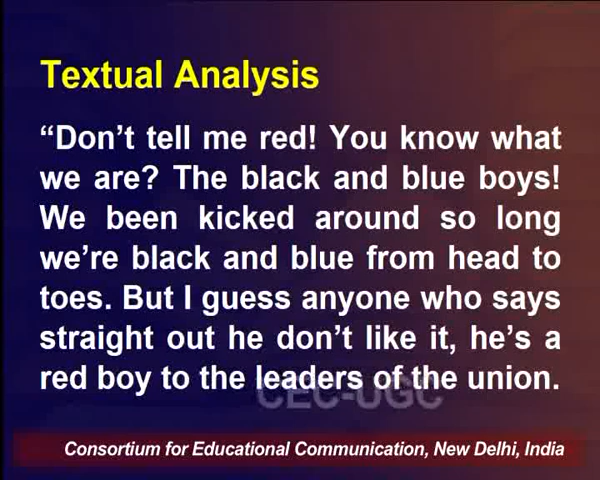 Textual Analysis
“Don’t tell me red! You know what
we are? The black and blue boys!
We been kicked around so long
we’re black and blue from head to
toes. But I guess anyone who says
straight out he don’t like it, he’s a
red boy to the leaders of the union.
CEC-UGC
Consortium for Educational Communication, New Delhi, India